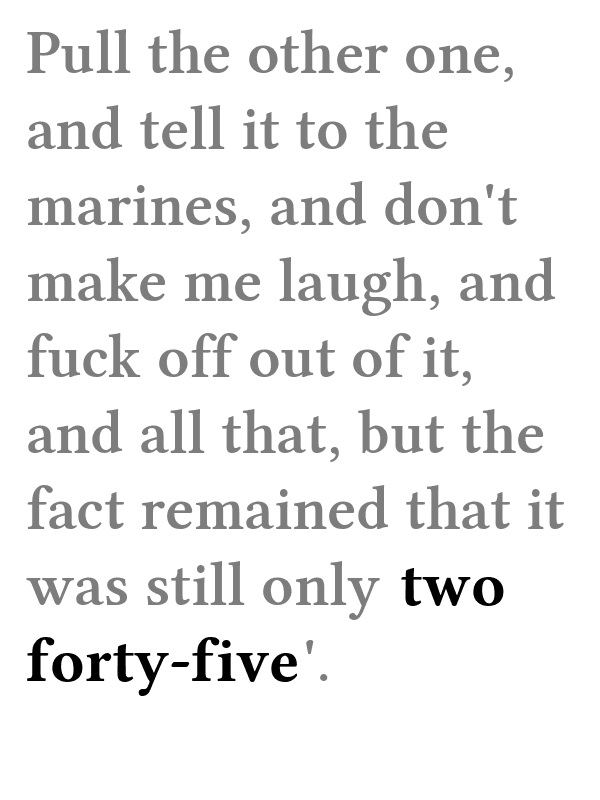 Pull the other one,
and tell it to the
marines, and don't
make me laugh, and
fuck off out of it,
and all that, but the
fact remained that it
was still only two
forty-five'.